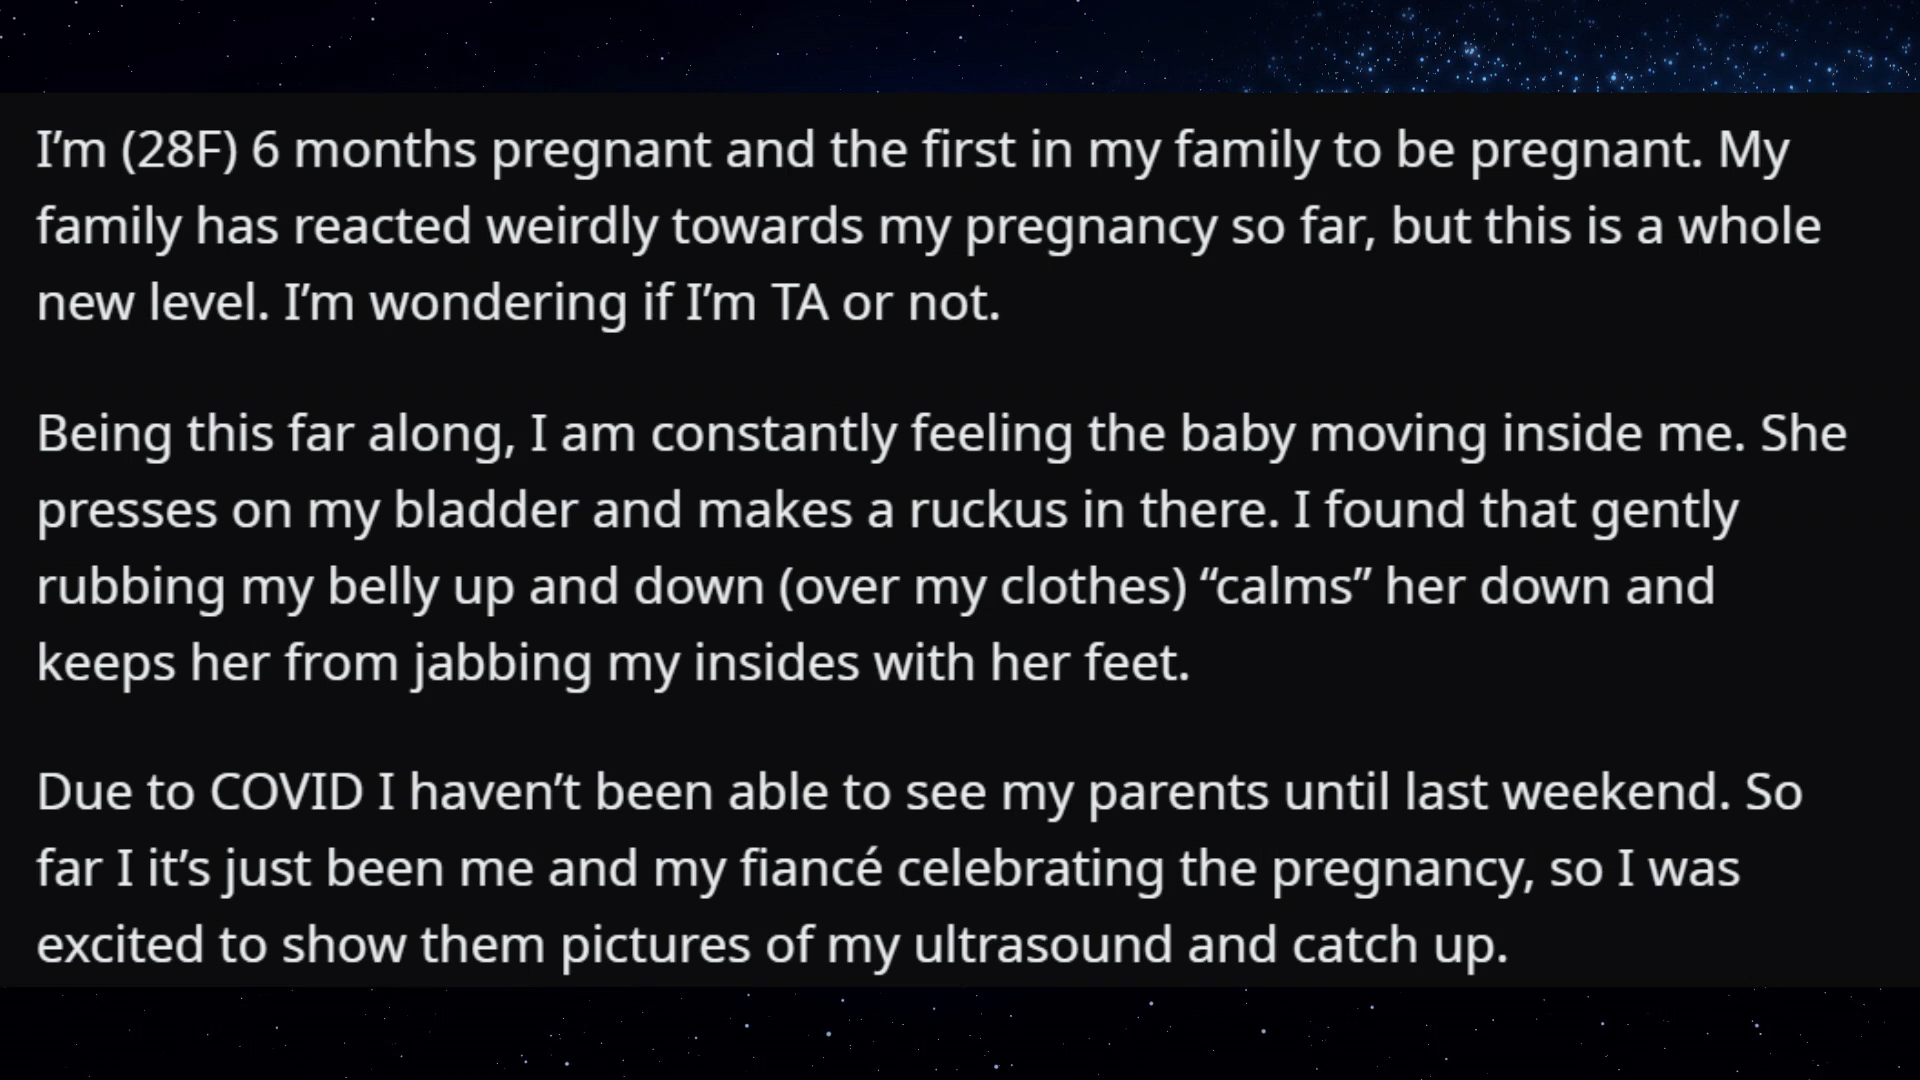 I’m (28F) 6 months pregnant and the first in my family to be pregnant. My
family has reacted weirdly towards my pregnancy so far, but this is a whole
new level. I’m wondering if I’m TA or not.
Being this far along, I am constantly feeling the baby moving inside me. She
presses on my bladder and makes a ruckus in there. I found that gently
rubbing my belly up and down (over my clothes) “calms” her down and
keeps her from jabbing my insides with her feet.
Due to COVID I haven’t been able to see my parents until last weekend. So
far I it’s just been me and my fiancé celebrating the pregnancy, so I was
excited to show them pictures of my ultrasound and catch up.